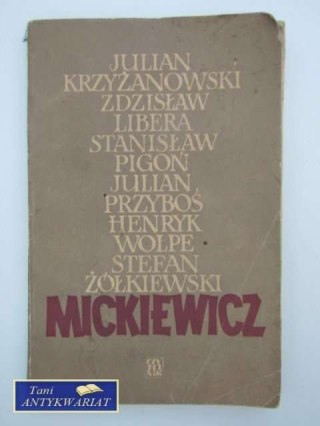 JULIAN
KRZYŻANOWSKI
ZDZISŁAW
LIBERA
STANISŁAW
PIGOŃ
JULIAN
PRZYBOŚ
HENRYK
WOLPE
STEFAN
ŻÓŁKIEWSKI
MICKIEWICZ
Tani
ANTYKWARIAT